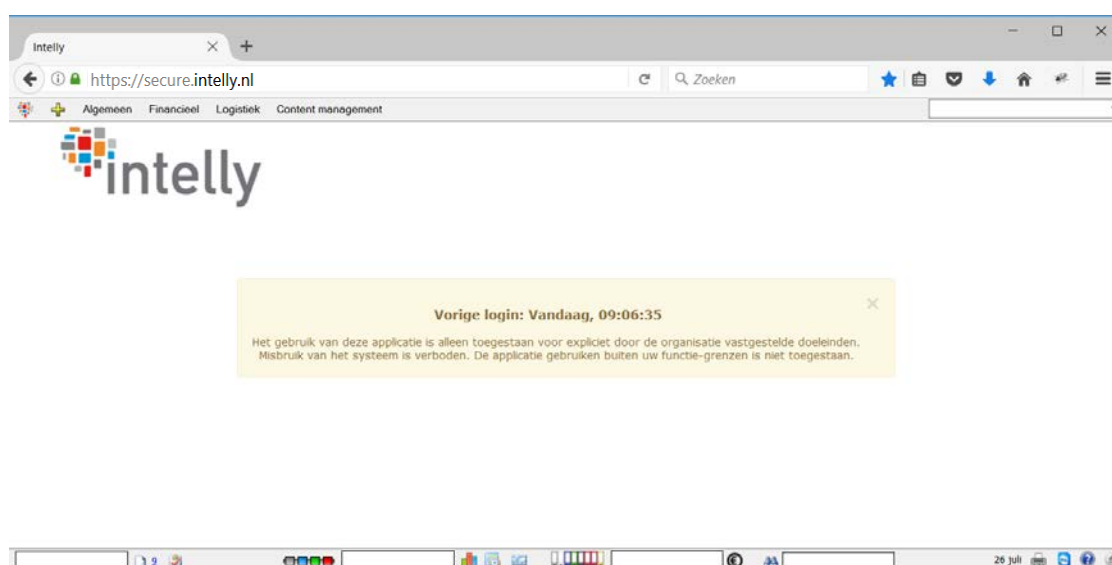 Intelly
https://secure.intelly.nl
Zoeken
Algemeen Financieel Logistiek Content management
intelly
Vorige login: Vandaag, 09:06:35
Het gebruik van deze applicatie is alleen toegestaan voor expliciet door de organisatie vastgestelde doeleinden.
Misbruik van het systeem is verboden. De applicatie gebruiken buiten uw functie-grenzen is niet toegestaan.
9
26 juli